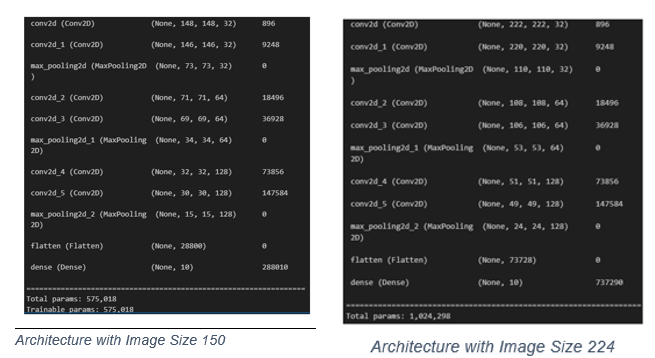 conv2d (Conv2D) (None, 148, 148, 32) 896
conv2d_1 (Conv2D) (None, 146, 146, 32) 9248
max_pooling2d (MaxPooling2D (None, 73, 73, 32) 0
)
conv2d_2 (Conv2D) (None, 71, 71, 64) 18496
conv2d_3 (Conv2D) (None, 69, 69, 64) 36928
max_pooling2d_1 (MaxPooling (None, 34, 34, 64) 0
2D)
conv2d_4 (Conv2D) (None, 32, 32, 128) 73856
conv2d_5 (Conv2D) (None, 30, 30, 128) 147584
max_pooling2d_2 (MaxPooling (None, 15, 15, 128) 0
2D)
flatten (Flatten) (None, 28800) 0
dense (Dense) (None, 10) 288010
Total params: 575,018
Trainable params: 575,018
Architecture with Image Size 150
conv2d (Conv2D) (None, 222, 222, 32) 896
conv2d_1 (Conv2D) (None, 220, 220, 32) 9248
max_pooling2d (MaxPooling2D (None, 110, 110, 32) 0
)
conv2d_2 (Conv2D) (None, 108, 108, 64) 18496
conv2d_3 (Conv2D) (None, 106, 106, 64) 36928
max_pooling2d_1 (MaxPooling (None, 53, 53, 64) 0
2D)
conv2d_4 (Conv2D) (None, 51, 51, 128) 73856
conv2d_5 (Conv2D) (None, 49, 49, 128) 147584
max_pooling2d_2 (MaxPooling (None, 24, 24, 128) 0
2D)
flatten (Flatten) (None, 73728) 0
dense (Dense) (None, 10) 737290
Total params: 1,024,298
Architecture with Image Size 224